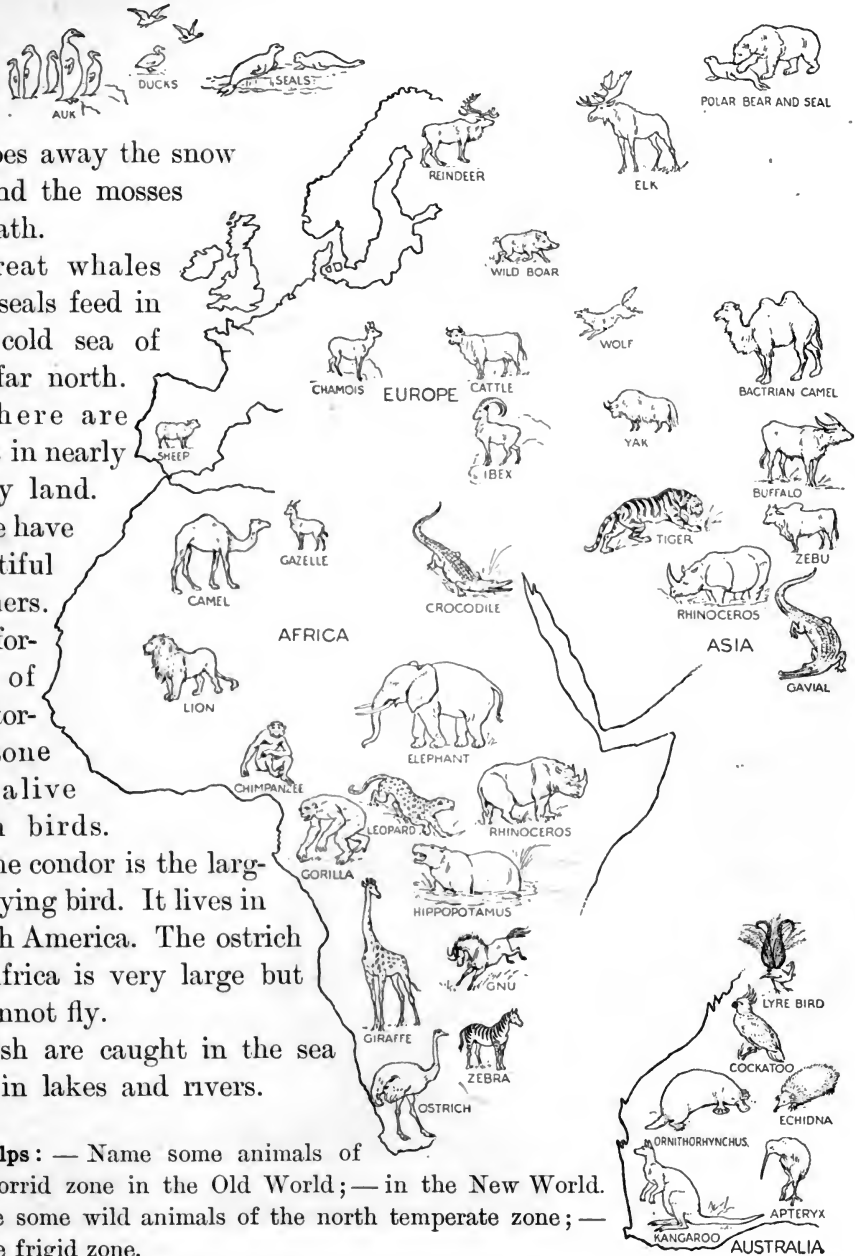 AUK
DUCKS
SEALS
POLAR BEAR AND SEAL
REINDEER
ELK
WILD BOAR
WOLF
BACTRIAN CAMEL
CHAMOIS
EUROPE
CATTLE
SHEEP
IBEX
YAK
BUFFALO
TIGER
ZEBU
CAMEL
GAZELLE
CROCODILE
RHINOCEROS
AFRICA
ASIA
GAVIAL
LION
ELEPHANT
CHIMPANZEE
LEOPARD
RHINOCEROS
GORILLA
HIPPOPOTAMUS
GNU
GIRAFFE
ZEBRA
OSTRICH
LYRE BIRD
COCKATOO
ECHIDNA
ORNITHORHYNCHUS.
APTERYX
KANGAROO
AUSTRALIA
oes away the snow
nd the mosses
ath.
reat whales
seals feed in
cold sea of
far north.
here are
in nearly
y land.
e have
tiful
ers.
for-
of
tor-
one
alive
birds.
he condor is the larg-
ying bird. It lives in
h America. The ostrich
frica is very large but
nnot fly.
sh are caught in the sea
in lakes and rivers.
lps: — Name some animals of
orrid zone in the Old World; — in the New World.
e some wild animals of the north temperate zone; —
e frigid zone.